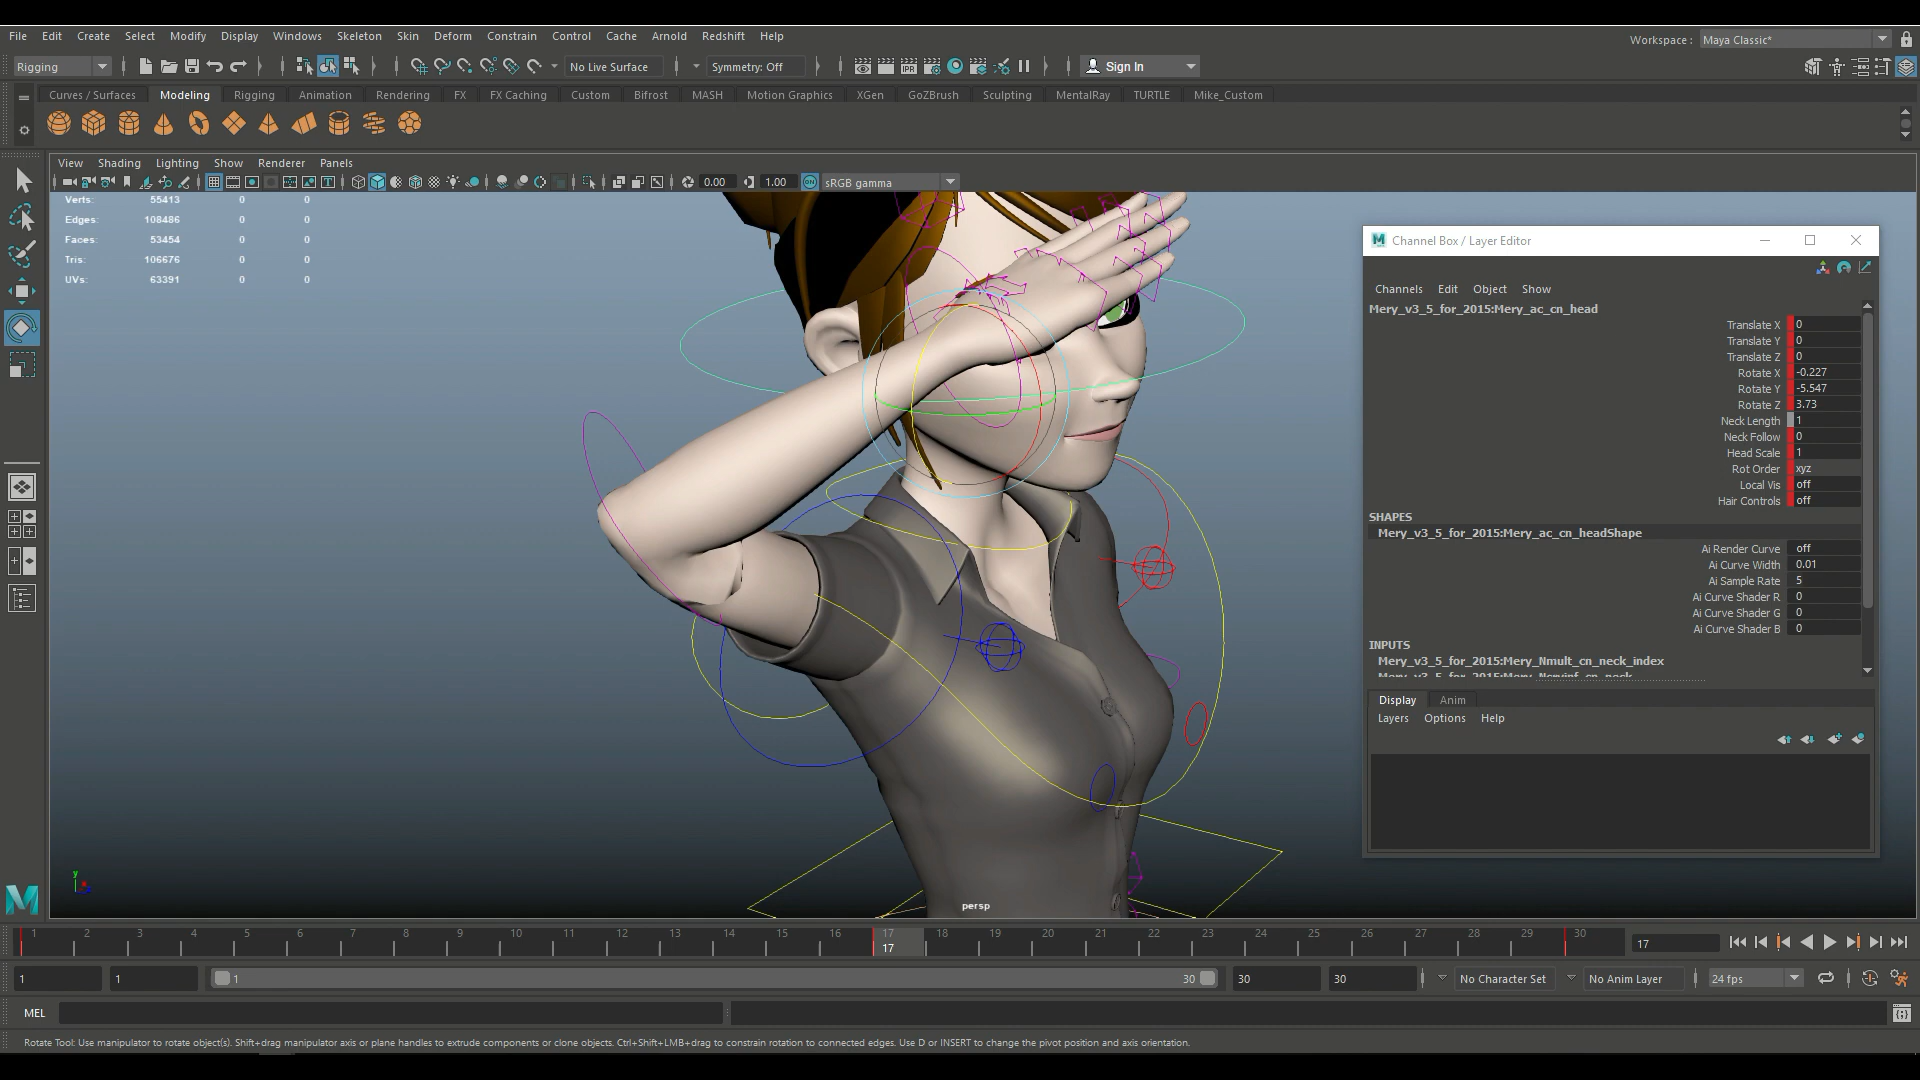 File Edit Create Select Modify Display Windows Skeleton Skin Deform Constrain Control Cache Arnold Redshift Help
Workspace : Maya Classic*
Rigging No Live Surface Symmetry: Off IPR Sign In
Curves / Surfaces Modeling Rigging Animation Rendering FX FX Caching Custom Bifrost MASH Motion Graphics XGen GoZBrush Sculpting MentalRay TURTLE Mike_Custom
View Shading Lighting Show Renderer Panels
0.00 1.00 ON sRGB gamma
Verts: 55413 0 0
Edges: 108486 0 0
Faces: 53454 0 0
Tris: 106676 0 0
UVs: 63391 0 0
Channel Box / Layer Editor
Channels Edit Object Show
Mery_v3_5_for_2015:Mery_ac_cn_head
Translate X 0
Translate Y 0
Translate Z 0
Rotate X -0.227
Rotate Y -5.547
Rotate Z 3.73
Neck Length 1
Neck Follow 0
Head Scale 1
Rot Order xyz
Local Vis off
Hair Controls off
SHAPES
Mery_v3_5_for_2015:Mery_ac_cn_headShape
Ai Render Curve off
Ai Curve Width 0.01
Ai Sample Rate 5
Ai Curve Shader R 0
Ai Curve Shader G 0
Ai Curve Shader B 0
INPUTS
Mery_v3_5_for_2015:Mery_Nmult_cn_neck_index
Display Anim
Layers Options Help
y
persp
1 2 3 4 5 6 7 8 9 10 11 12 13 14 15 16 17 18 19 20 21 22 23 24 25 26 27 28 29 30
17 17
1 1 1 30 30 30 No Character Set No Anim Layer 24 fps
MEL
Rotate Tool: Use manipulator to rotate object(s). Shift+drag manipulator axis or plane handles to extrude components or clone objects. Ctrl+Shift+LMB+drag to constrain rotation to connected edges. Use D or INSERT to change the pivot position and axis orientation.